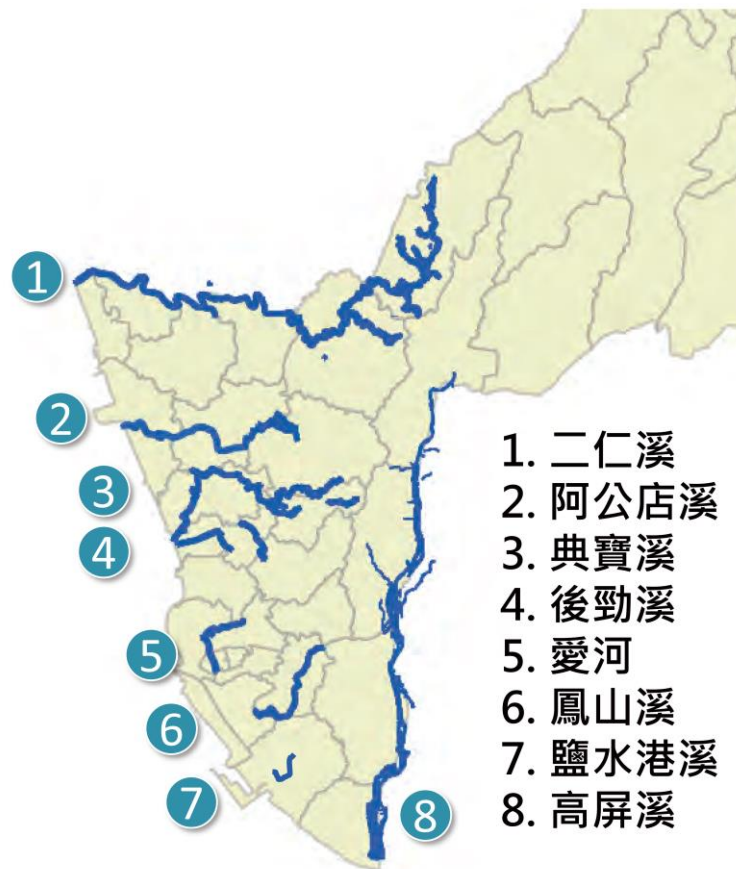 1
2
3
4
5
6
7
8
1. 二仁溪
2. 阿公店溪
3. 典寶溪
4. 後勁溪
5. 愛河
6. 鳳山溪
7. 鹽水港溪
8. 高屏溪